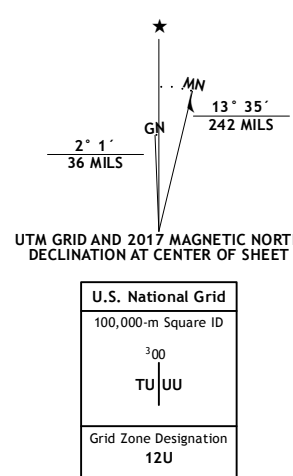 ★
MN
GN
13° 35´
242 MILS
2° 1´
36 MILS
UTM GRID AND 2017 MAGNETIC NORT
DECLINATION AT CENTER OF SHEET
U.S. National Grid
100,000-m Square ID
³00
TU UU
Grid Zone Designation
12U